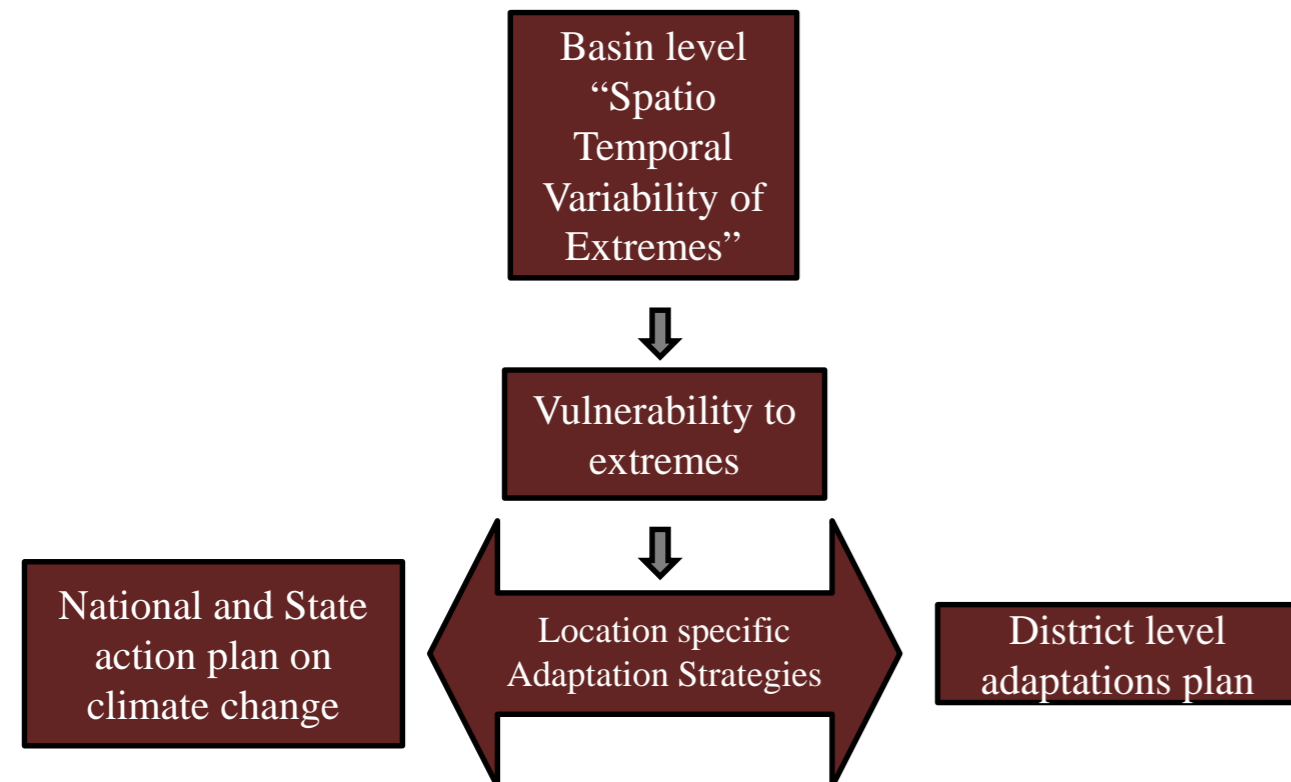 Basin level
“Spatio
Temporal
Variability of
Extremes”
Vulnerability to
extremes
National and State
action plan on
climate change
Location specific
Adaptation Strategies
District level
adaptations plan